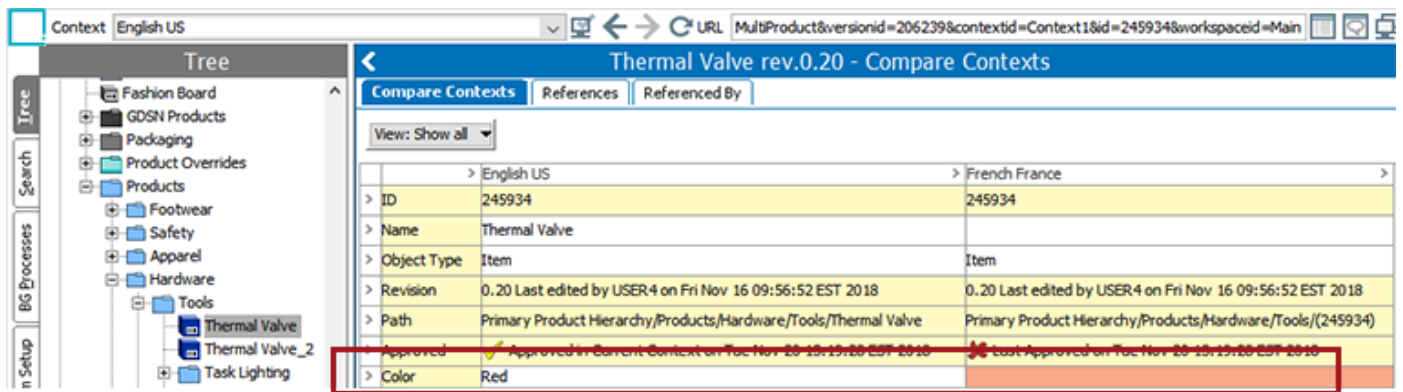 Context English US URL MultiProduct&versionid=206239&contextid=Context1&id=245934&workspaceid=Main
Tree
Thermal Valve rev.0.20 - Compare Contexts
Tree
Search
BG Processes
m Setup
Fashion Board
GDSN Products
Packaging
Product Overrides
Products
Footwear
Safety
Apparel
Hardware
Tools
Thermal Valve
Thermal Valve_2
Task Lighting
Compare Contexts References Referenced By
View: Show all
> English US > French France >
> ID 245934 245934
> Name Thermal Valve
> Object Type Item Item
> Revision 0.20 Last edited by USER4 on Fri Nov 16 09:56:52 EST 2018 0.20 Last edited by USER4 on Fri Nov 16 09:56:52 EST 2018
> Path Primary Product Hierarchy/Products/Hardware/Tools/Thermal Valve Primary Product Hierarchy/Products/Hardware/Tools/(245934)
> Approved Approved in Current Context on Tue Nov 20 13:19:28 EST 2018 Last Approved on Tue Nov 20 13:19:28 EST 2018
> Color Red